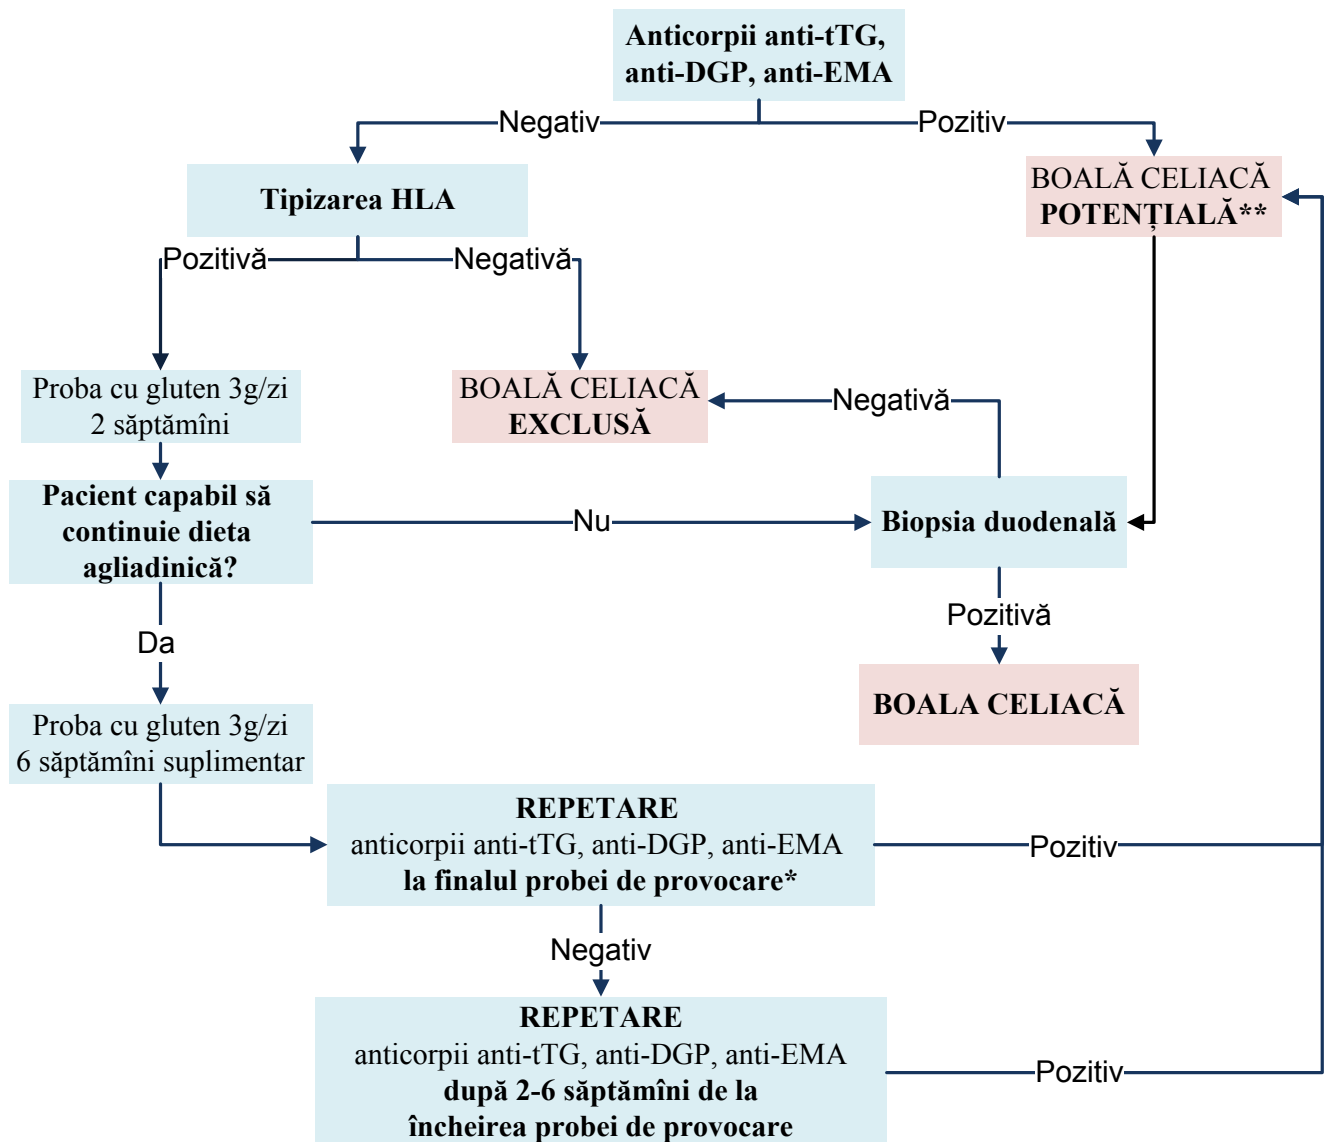 Anticorpii anti-tTG,
anti-DGP, anti-EMA
Negativ
Pozitiv
Tipizarea HLA
BOALĂ CELIACĂ
POTENȚIALĂ**
Pozitivă
Negativă
Proba cu gluten 3g/zi
2 săptămîni
BOALĂ CELIACĂ
EXCLUSĂ
Negativă
Pacient capabil să
continuie dieta
agliadinică?
Nu
Biopsia duodenală
Da
Pozitivă
BOALA CELIACĂ
Proba cu gluten 3g/zi
6 săptămîni suplimentar
REPETARE
anticorpii anti-tTG, anti-DGP, anti-EMA
la finalul probei de provocare*
Pozitiv
Negativ
REPETARE
anticorpii anti-tTG, anti-DGP, anti-EMA
după 2-6 săptămîni de la
încheirea probei de provocare
Pozitiv